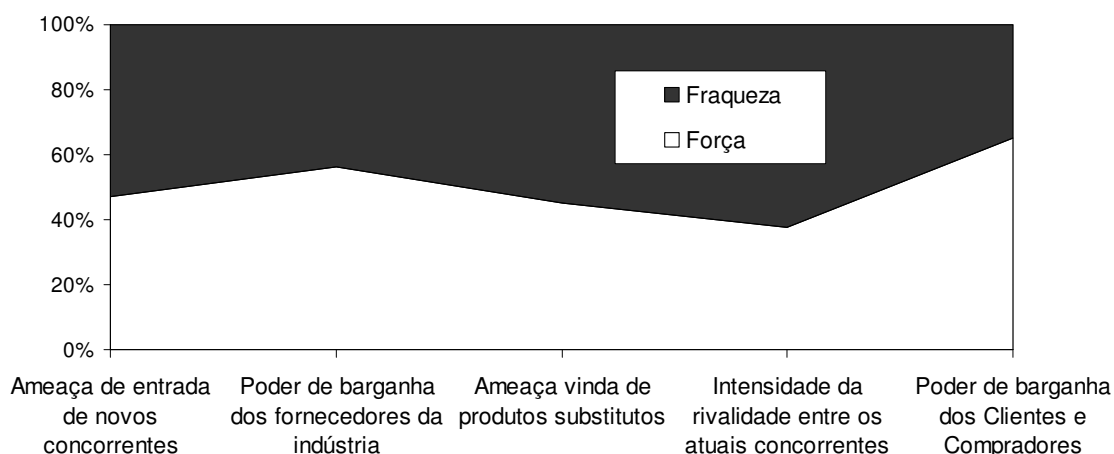 100%
80%
60%
40%
20%
0%
Fraqueza
Força
Ameaça de entrada
de novos
concorrentes
Poder de barganha
dos fornecedores da
indústria
Ameaça vinda de
produtos substitutos
Intensidade da
rivalidade entre os
atuais concorrentes
Poder de barganha
dos Clientes e
Compradores